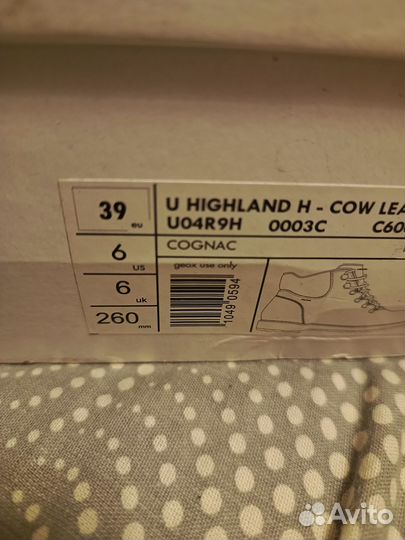 39 eu
U HIGHLAND H - COW LEA
U04R9H 0003C C60
6 us
COGNAC
geox use only
6 uk
260 mm
1049 0594
Avito